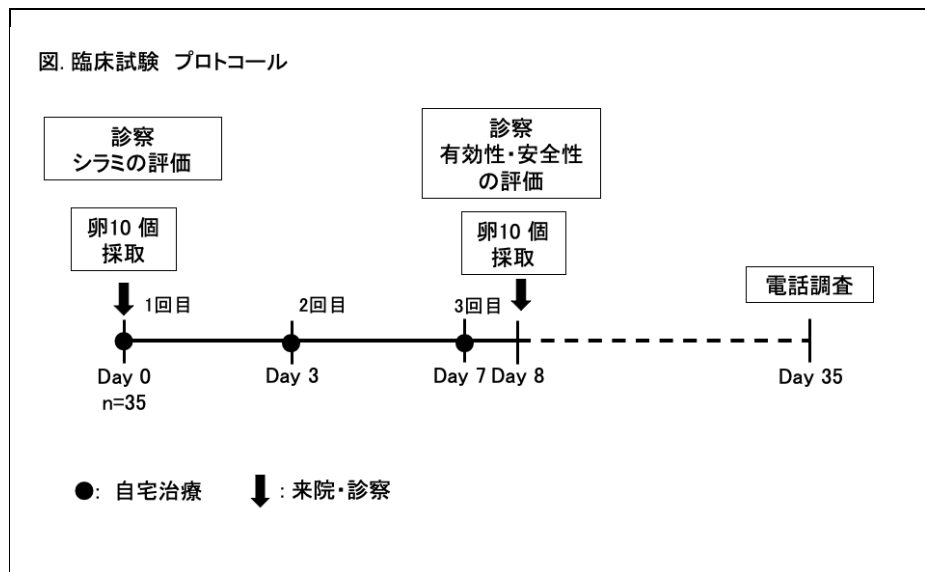 図. 臨床試験 プロトコール
診察
シラミの評価
診察
有効性・安全性
の評価
卵10 個
採取
卵10 個
採取
電話調査
1回目
2回目
3回目
Day 0
n=35
Day 3
Day 7
Day 8
Day 35
●: 自宅治療
: 来院・診察